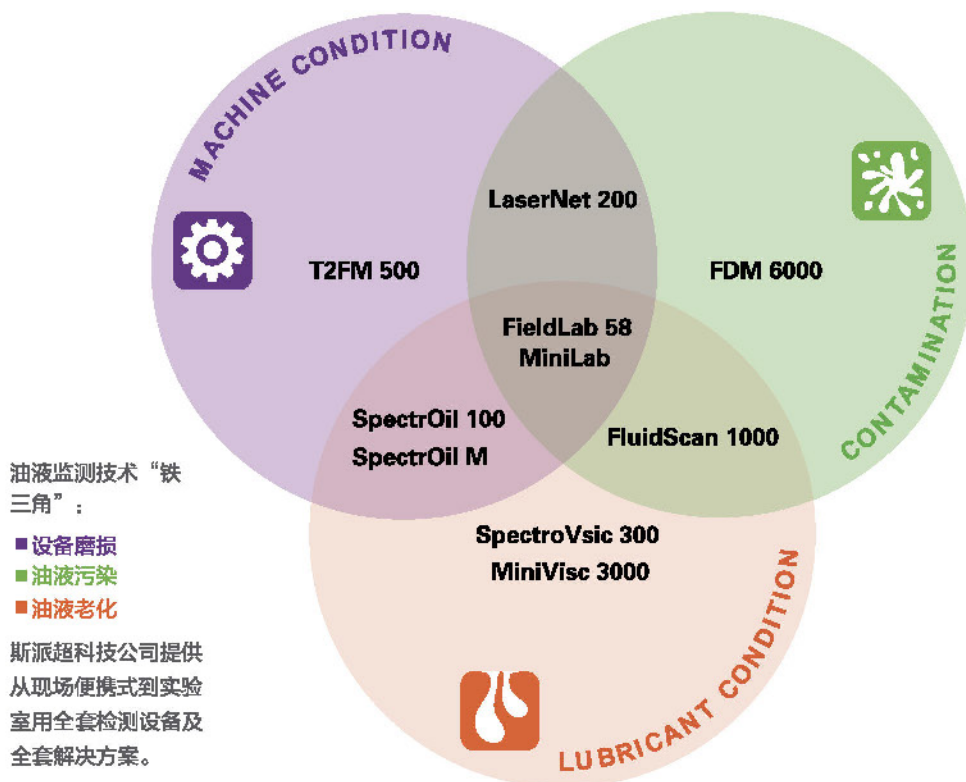 MACHINE CONDITION
CONTAMINATION
LUBRICANT CONDITION
LaserNet 200
T2FM 500
FDM 6000
FieldLab 58
MiniLab
SpectrOil 100
SpectrOil M
FluidScan 1000
SpectroVsic 300
MiniVisc 3000
油液监测技术“铁
三角”：
设备磨损
油液污染
油液老化
斯派超科技公司提供
从现场便携式到实验
室用全套检测设备及
全套解决方案。